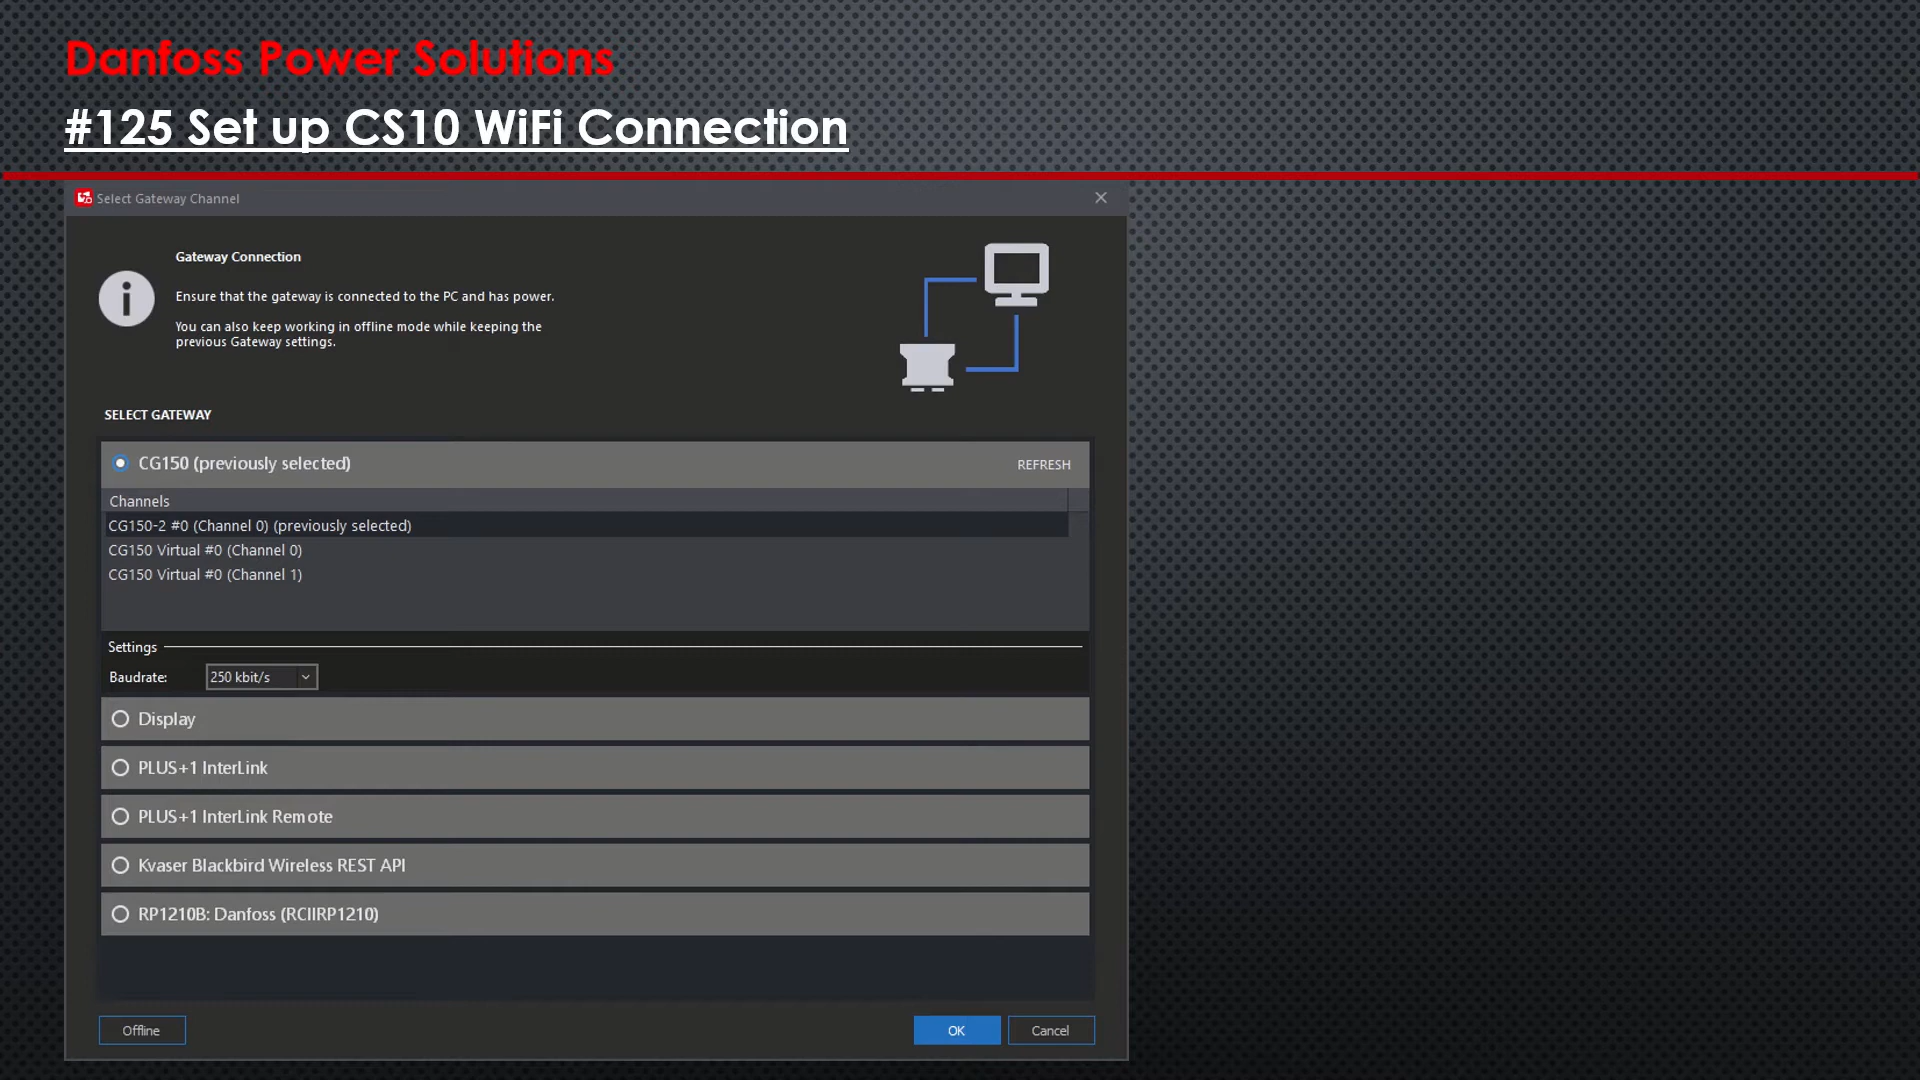 Danfoss Power Solutions
#125 Set up CS10 WiFi Connection
Select Gateway Channel
Gateway Connection
Ensure that the gateway is connected to the PC and has power.
You can also keep working in offline mode while keeping the
previous Gateway settings.
SELECT GATEWAY
CG150 (previously selected)
REFRESH
Channels
CG150-2 #0 (Channel 0) (previously selected)
CG150 Virtual #0 (Channel 0)
CG150 Virtual #0 (Channel 1)
Settings
Baudrate: 250 kbit/s
Display
PLUS+1 InterLink
PLUS+1 InterLink Remote
Kvaser Blackbird Wireless REST API
RP1210B: Danfoss (RCIIRP1210)
Offline
OK
Cancel